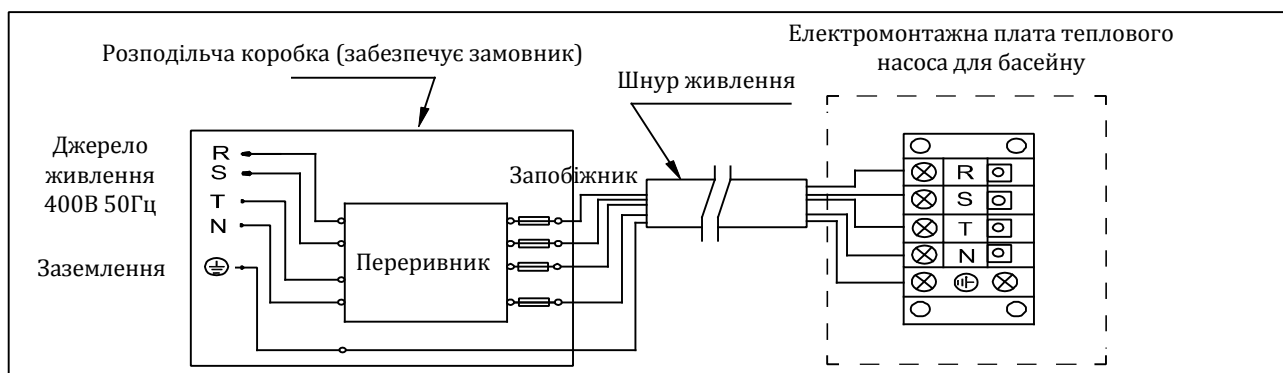 Розподільча коробка (забезпечує замовник)
Шнур живлення
Електромонтажна плата теплового
насоса для басейну
Джерело
живлення
400В 50Гц
Заземлення
R
S
T
N
Переривник
Запобіжник
R
S
T
N